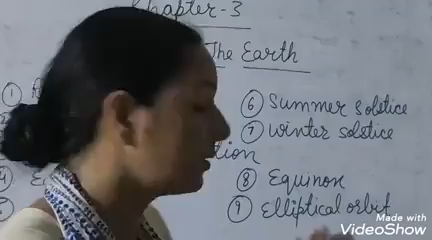 Chapter-3
The Earth
①
⑥ Summer Solstice
⑦ winter solstice
tion
⑧ Equinox
⑨ Elliptical orbit
Made with
VideoShow